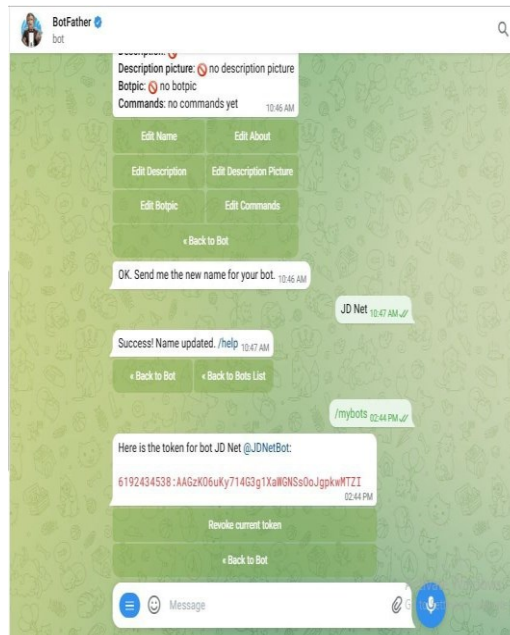 BotFather
bot
Description:
Description picture: 🚫 no description picture
Botpic: 🚫 no botpic
Commands: no commands yet 10:46 AM
Edit Name Edit About
Edit Description Edit Description Picture
Edit Botpic Edit Commands
« Back to Bot
OK. Send me the new name for your bot. 10:46 AM
JD Net 10:47 AM
Success! Name updated. /help 10:47 AM
« Back to Bot « Back to Bots List
/mybots 02:44 PM
Here is the token for bot JD Net @JDNetBot:
6192434538:AAGzKO6uKy714G3g1XaWGNSsOoJgpkwMTZI
02:44 PM
Revoke current token
« Back to Bot
Message